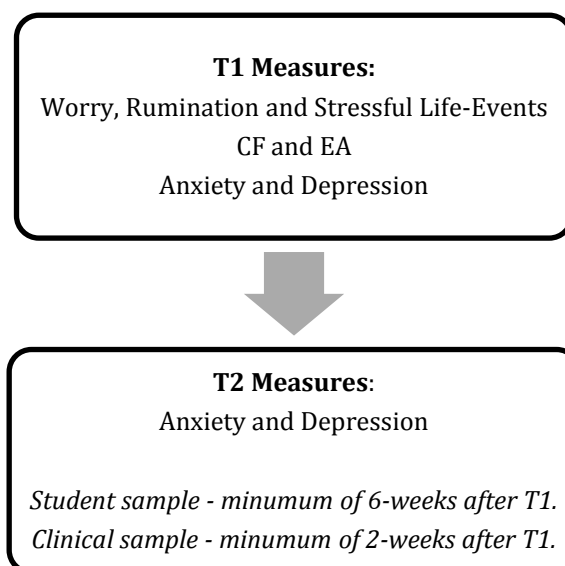 T1 Measures:
Worry, Rumination and Stressful Life-Events
CF and EA
Anxiety and Depression
T2 Measures:
Anxiety and Depression
Student sample - minumum of 6-weeks after T1.
Clinical sample - minumum of 2-weeks after T1.